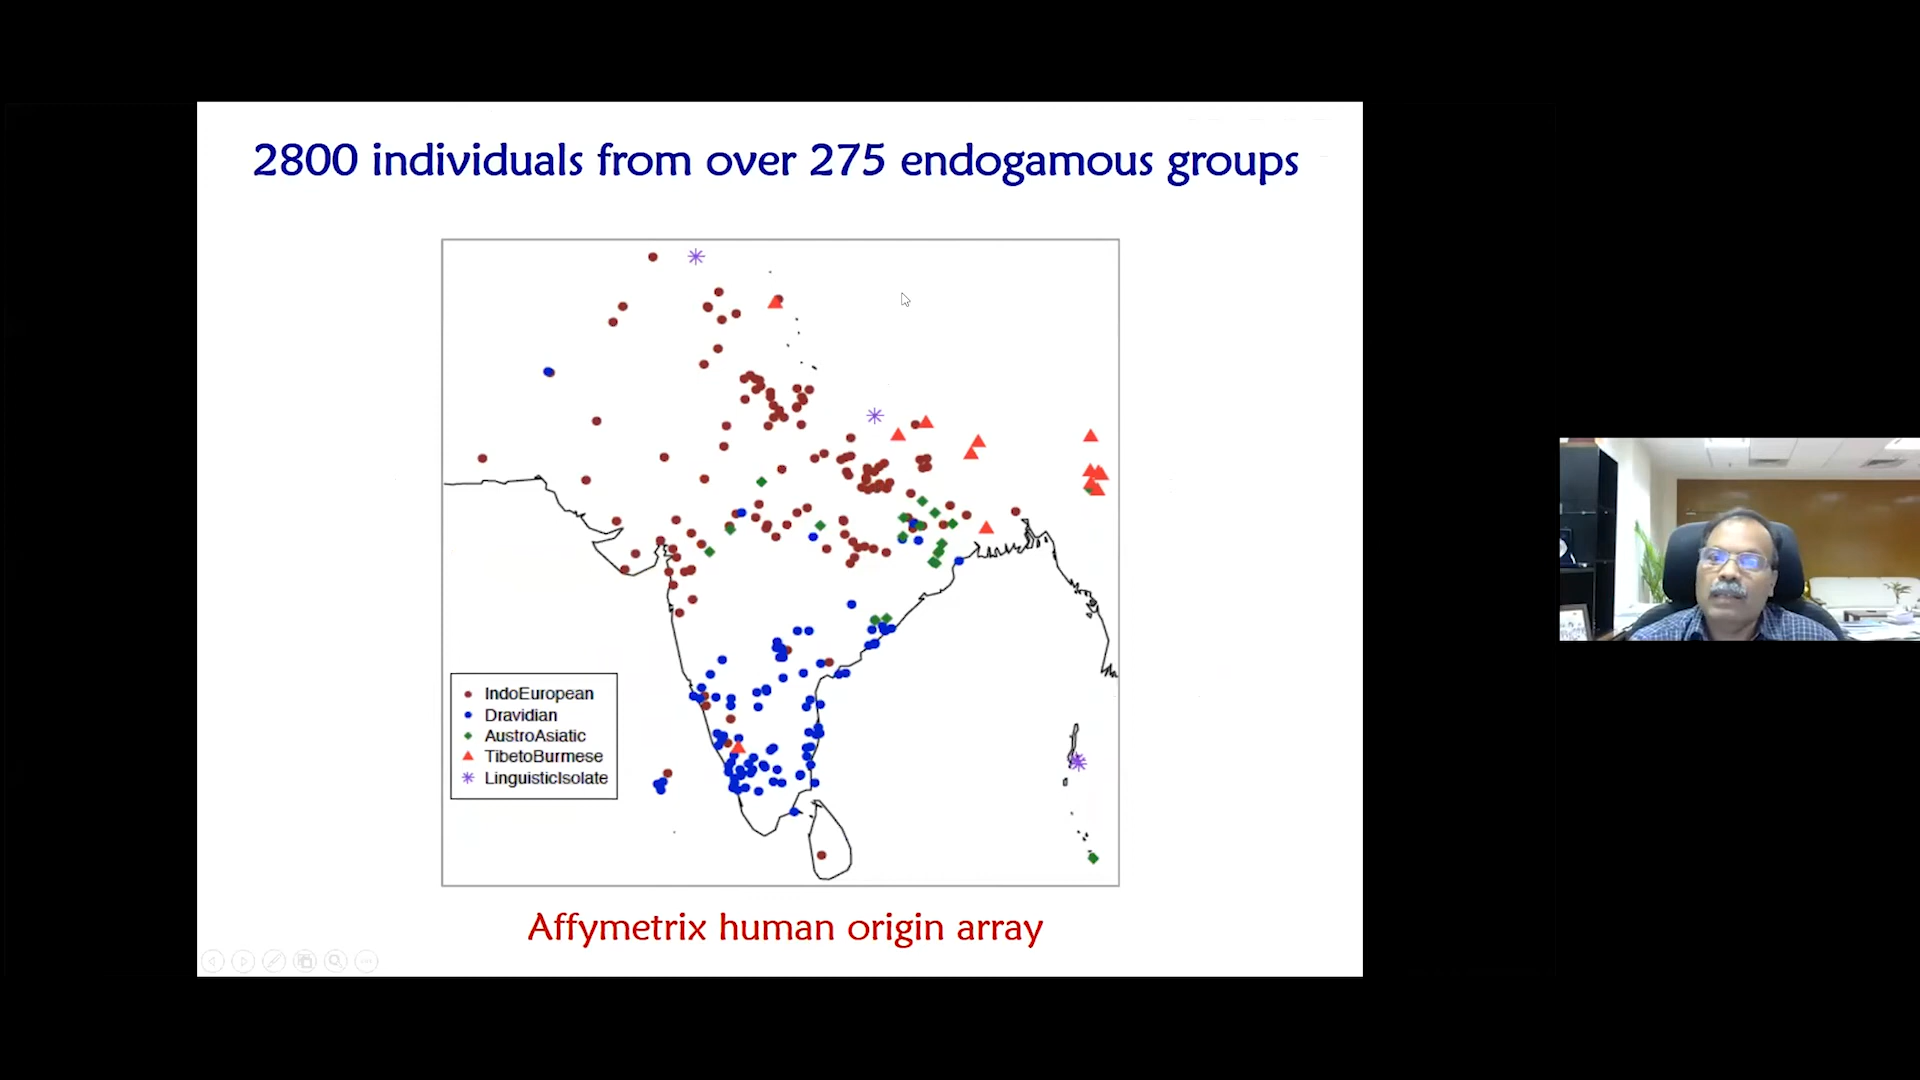 2800 individuals from over 275 endogamous groups
IndoEuropean
Dravidian
AustroAsiatic
TibetoBurmese
LinguisticIsolate
Affymetrix human origin array